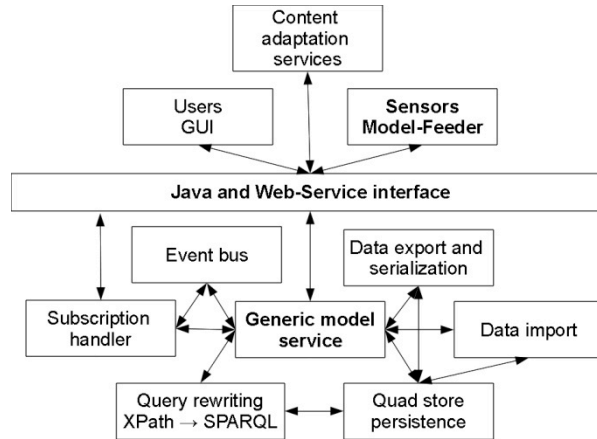 Content
adaptation
services
Users
GUI
Sensors
Model-Feeder
Java and Web-Service interface
Event bus
Data export and
serialization
Subscription
handler
Generic model
service
Data import
Query rewriting
XPath → SPARQL
Quad store
persistence